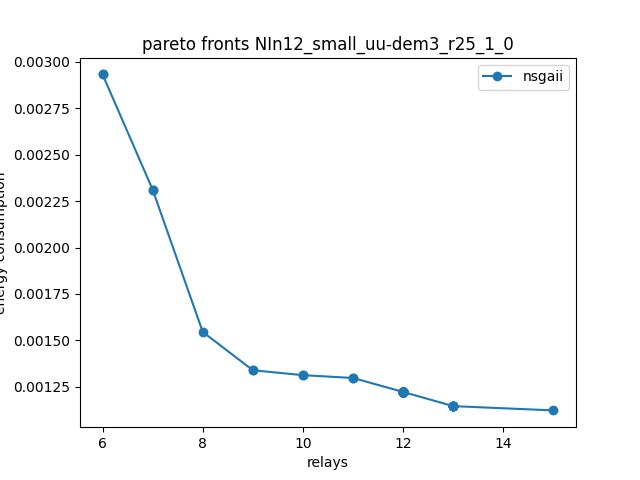 pareto fronts NIn12_small_uu-dem3_r25_1_0
nsgaii
0.00300
0.00275
0.00250
0.00225
0.00200
0.00175
0.00150
0.00125
energy consumption
6 8 10 12 14
relays